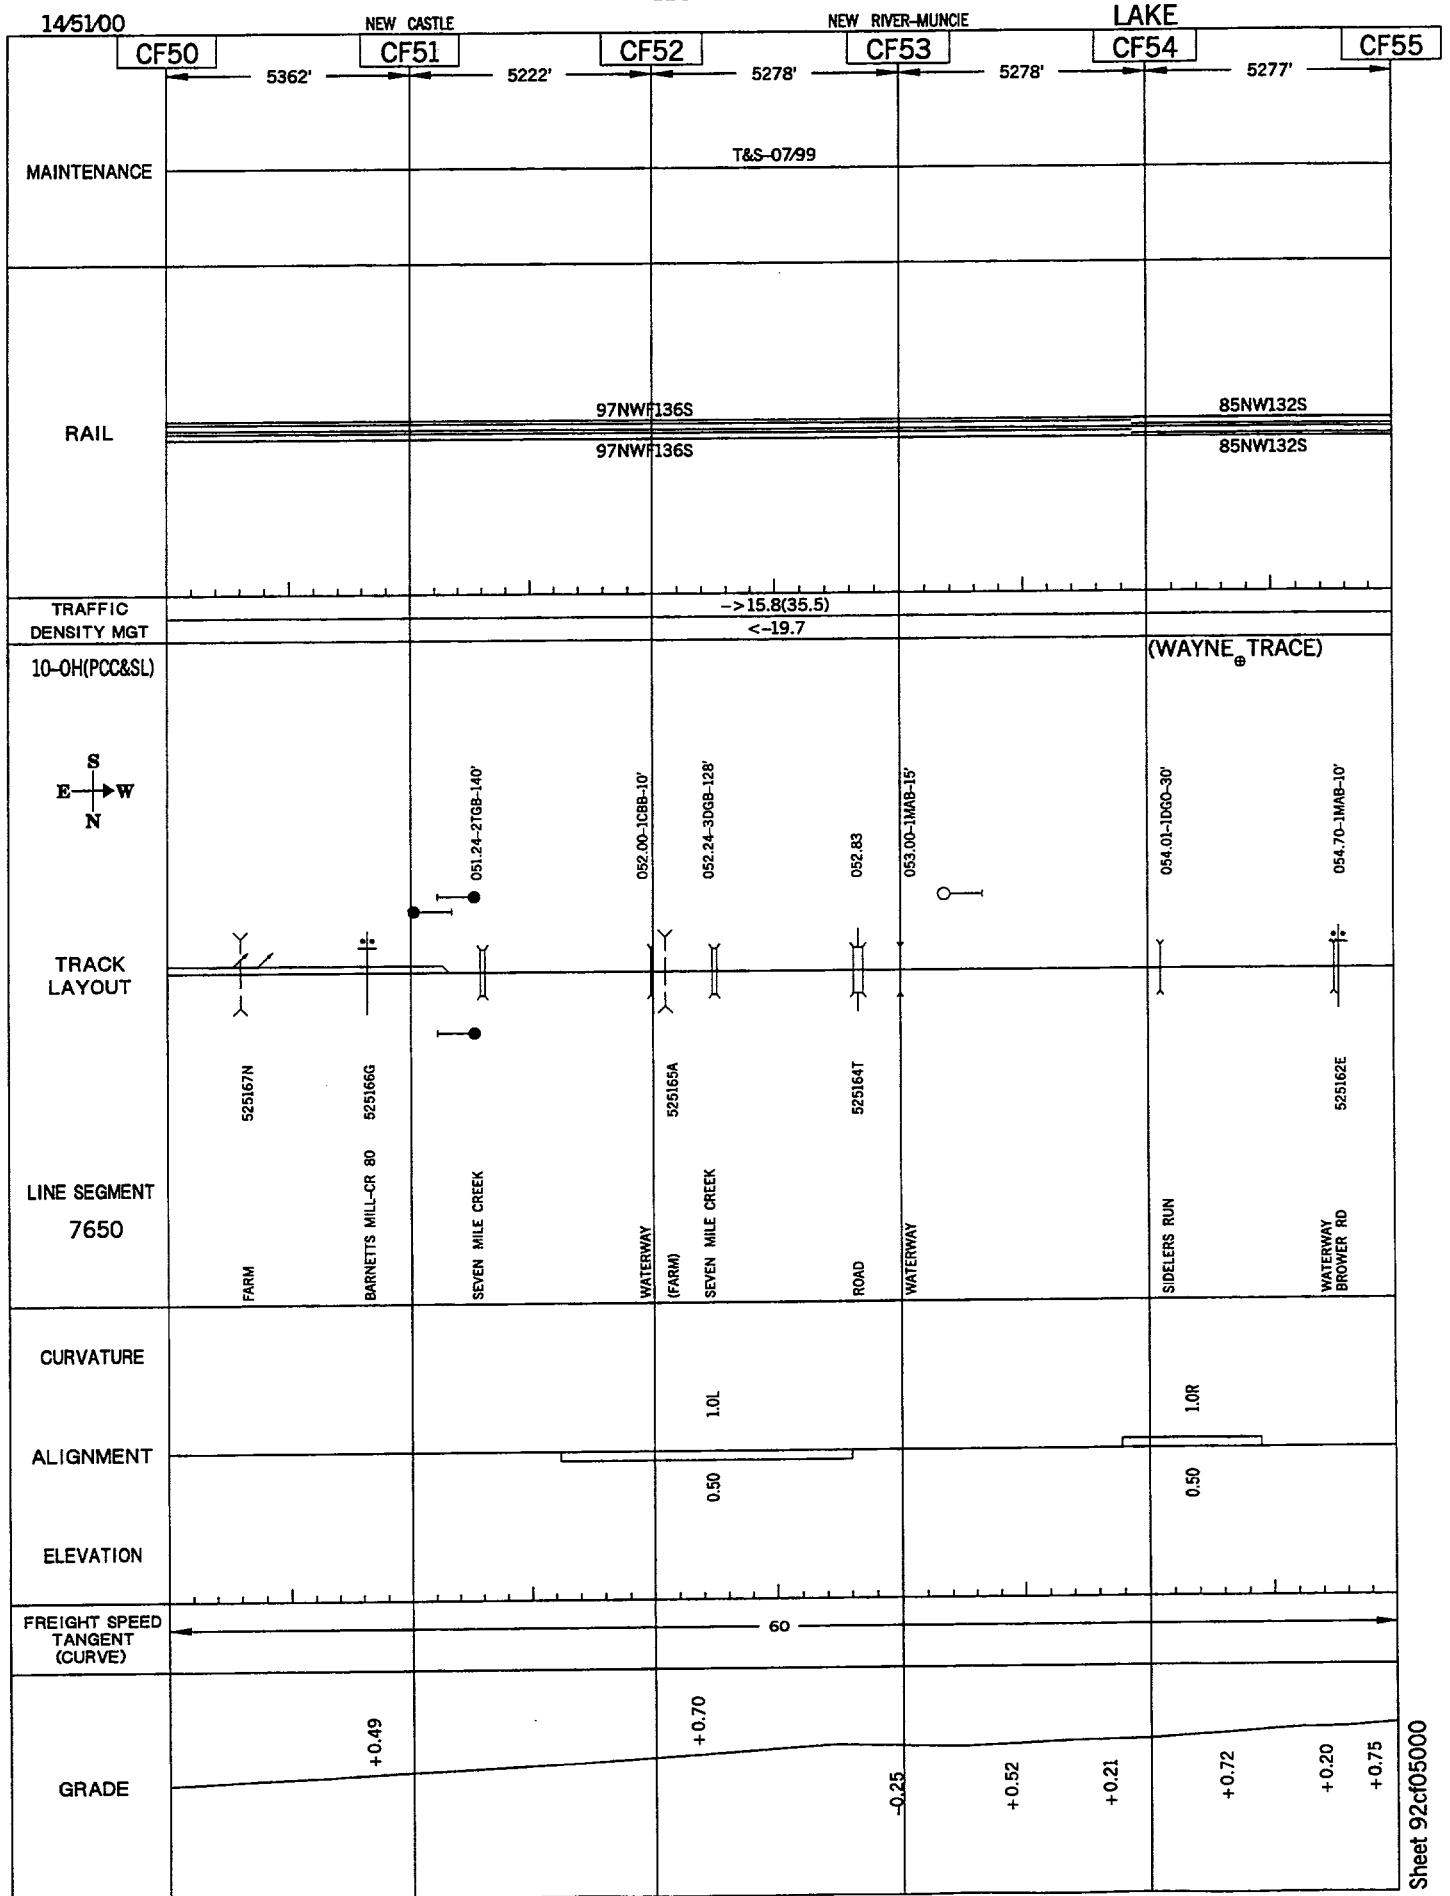 14/51/00
NEW CASTLE
NEW RIVER-MUNCIE
LAKE
CF50
CF51
CF52
CF53
CF54
CF55
5362'
5222'
5278'
5278'
5277'
MAINTENANCE
T&S-07/99
RAIL
97NWF136S
85NW132S
97NWF136S
85NW132S
TRAFFIC
DENSITY MGT
->15.8(35.5)
<-19.7
10-OH(PCC&SL)
(WAYNE TRACE)
S
E W
N
051.24-2TGB-140'
052.00-1CBB-10'
052.24-3DGB-128'
052.83
053.00-1MAB-15'
054.01-1DGO-30'
054.70-1MAB-10'
TRACK
LAYOUT
525167N
525166G
525165A
525164T
525162E
LINE SEGMENT
7650
FARM
BARNETTS MILL-CR 80
SEVEN MILE CREEK
WATERWAY
(FARM)
SEVEN MILE CREEK
ROAD
WATERWAY
SIDELERS RUN
WATERWAY
BROWER RD
CURVATURE
1.0L
1.0R
ALIGNMENT
0.50
0.50
ELEVATION
FREIGHT SPEED
TANGENT
(CURVE)
60
GRADE
+0.49
+0.70
-0.25
+0.52
+0.21
+0.72
+0.20
+0.75
Sheet 92cf05000